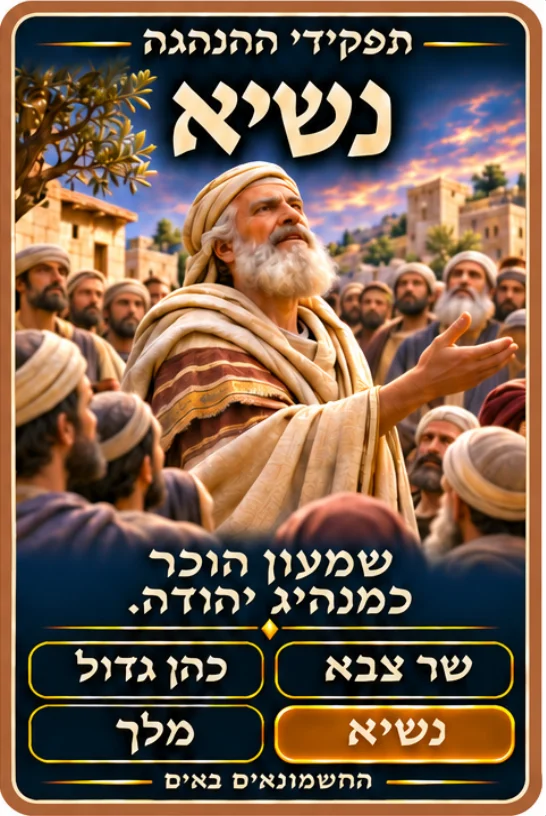 תפקידי ההנהגה
נשיא
שמעון הוכר
כמנהיג יהודה.
שר צבא
כהן גדול
נשיא
מלך
החשמונאים באים